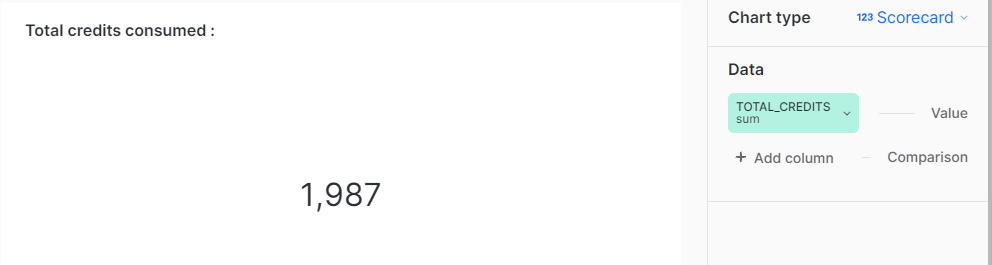 Total credits consumed :
1,987
Chart type
123 Scorecard
Data
TOTAL_CREDITS
sum
Value
+ Add column
Comparison